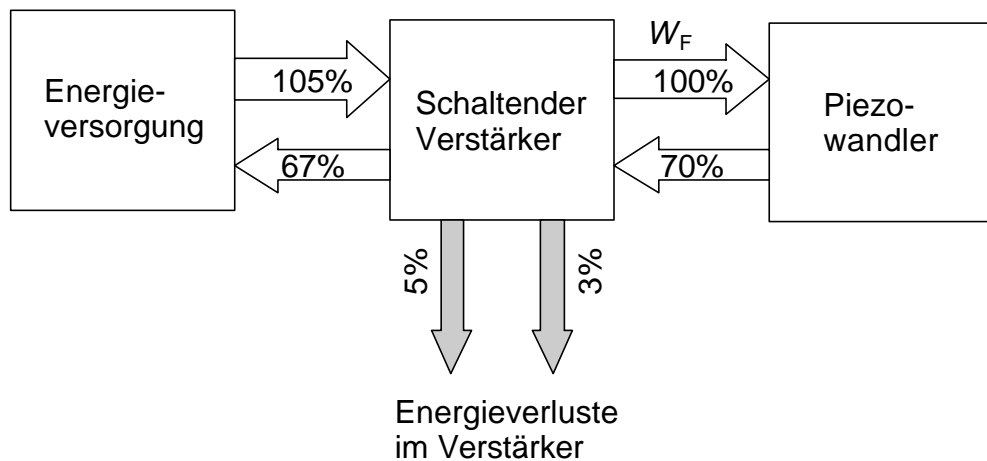 Energie-
versorgung
105%
67%
Schaltender
Verstärker
W_F
100%
70%
Piezo-
wandler
5%
3%
Energieverluste
im Verstärker